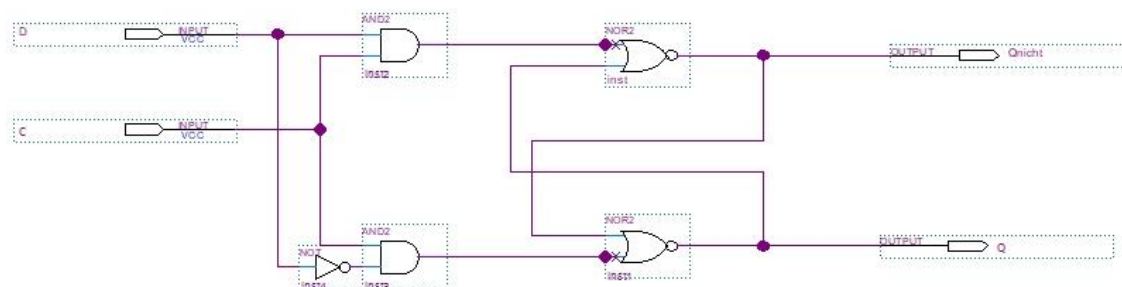 D
INPUT
VCC
AND2
inst2
NOR2
inst
OUTPUT
Qnicht
C
INPUT
VCC
NOT
inst4
AND2
inst3
NOR2
inst1
OUTPUT
Q